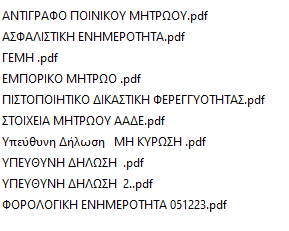 ΑΝΤΙΓΡΑΦΟ ΠΟΙΝΙΚΟΥ ΜΗΤΡΩΟΥ.pdf
ΑΣΦΑΛΙΣΤΙΚΗ ΕΝΗΜΕΡΟΤΗΤΑ.pdf
ΓΕΜΗ .pdf
ΕΜΠΟΡΙΚΟ ΜΗΤΡΩΟ .pdf
ΠΙΣΤΟΠΟΙΗΤΙΚΟ ΔΙΚΑΣΤΙΚΗ ΦΕΡΕΓΓΥΟΤΗΤΑΣ.pdf
ΣΤΟΙΧΕΙΑ ΜΗΤΡΩΟΥ ΑΑΔΕ.pdf
Υπεύθυνη Δήλωση   ΜΗ ΚΥΡΩΣΗ .pdf
ΥΠΕΥΘΥΝΗ ΔΗΛΩΣΗ  .pdf
ΥΠΕΥΘΥΝΗ ΔΗΛΩΣΗ  2..pdf
ΦΟΡΟΛΟΓΙΚΗ ΕΝΗΜΕΡΟΤΗΤΑ 051223.pdf